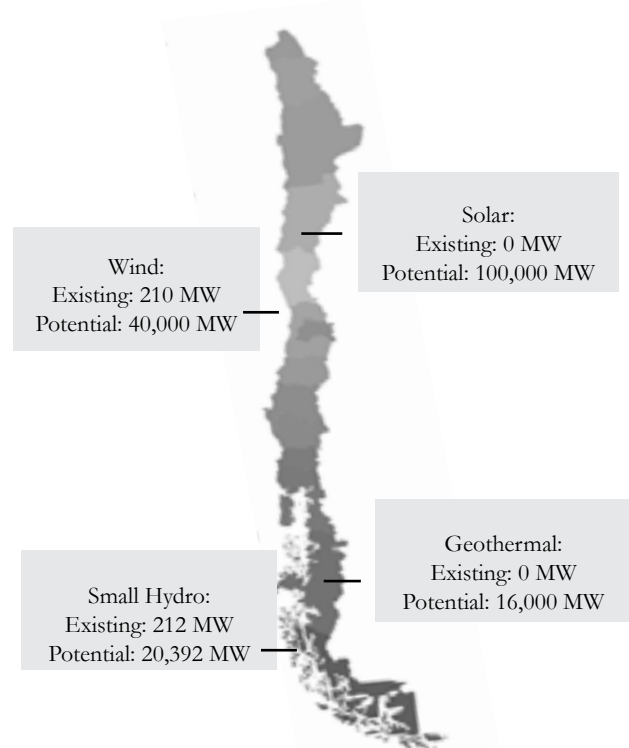 Solar:
Existing: 0 MW
Potential: 100,000 MW
Wind:
Existing: 210 MW
Potential: 40,000 MW
Geothermal:
Existing: 0 MW
Potential: 16,000 MW
Small Hydro:
Existing: 212 MW
Potential: 20,392 MW